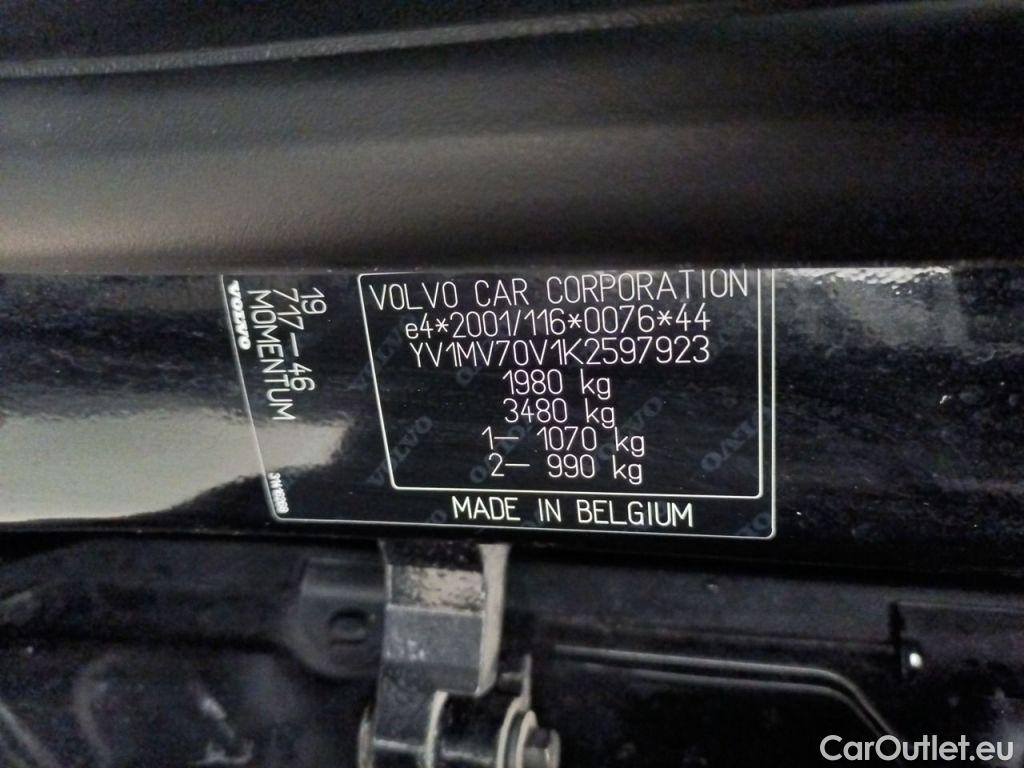 VOLVO CAR CORPORATION
e4*2001/116*0076*44
YV1MV70V1K2597923
1980 kg
3480 kg
1– 1070 kg
2– 990 kg
MADE IN BELGIUM
19
717–46
MOMENTUM
VOLVO
CarOutlet.eu